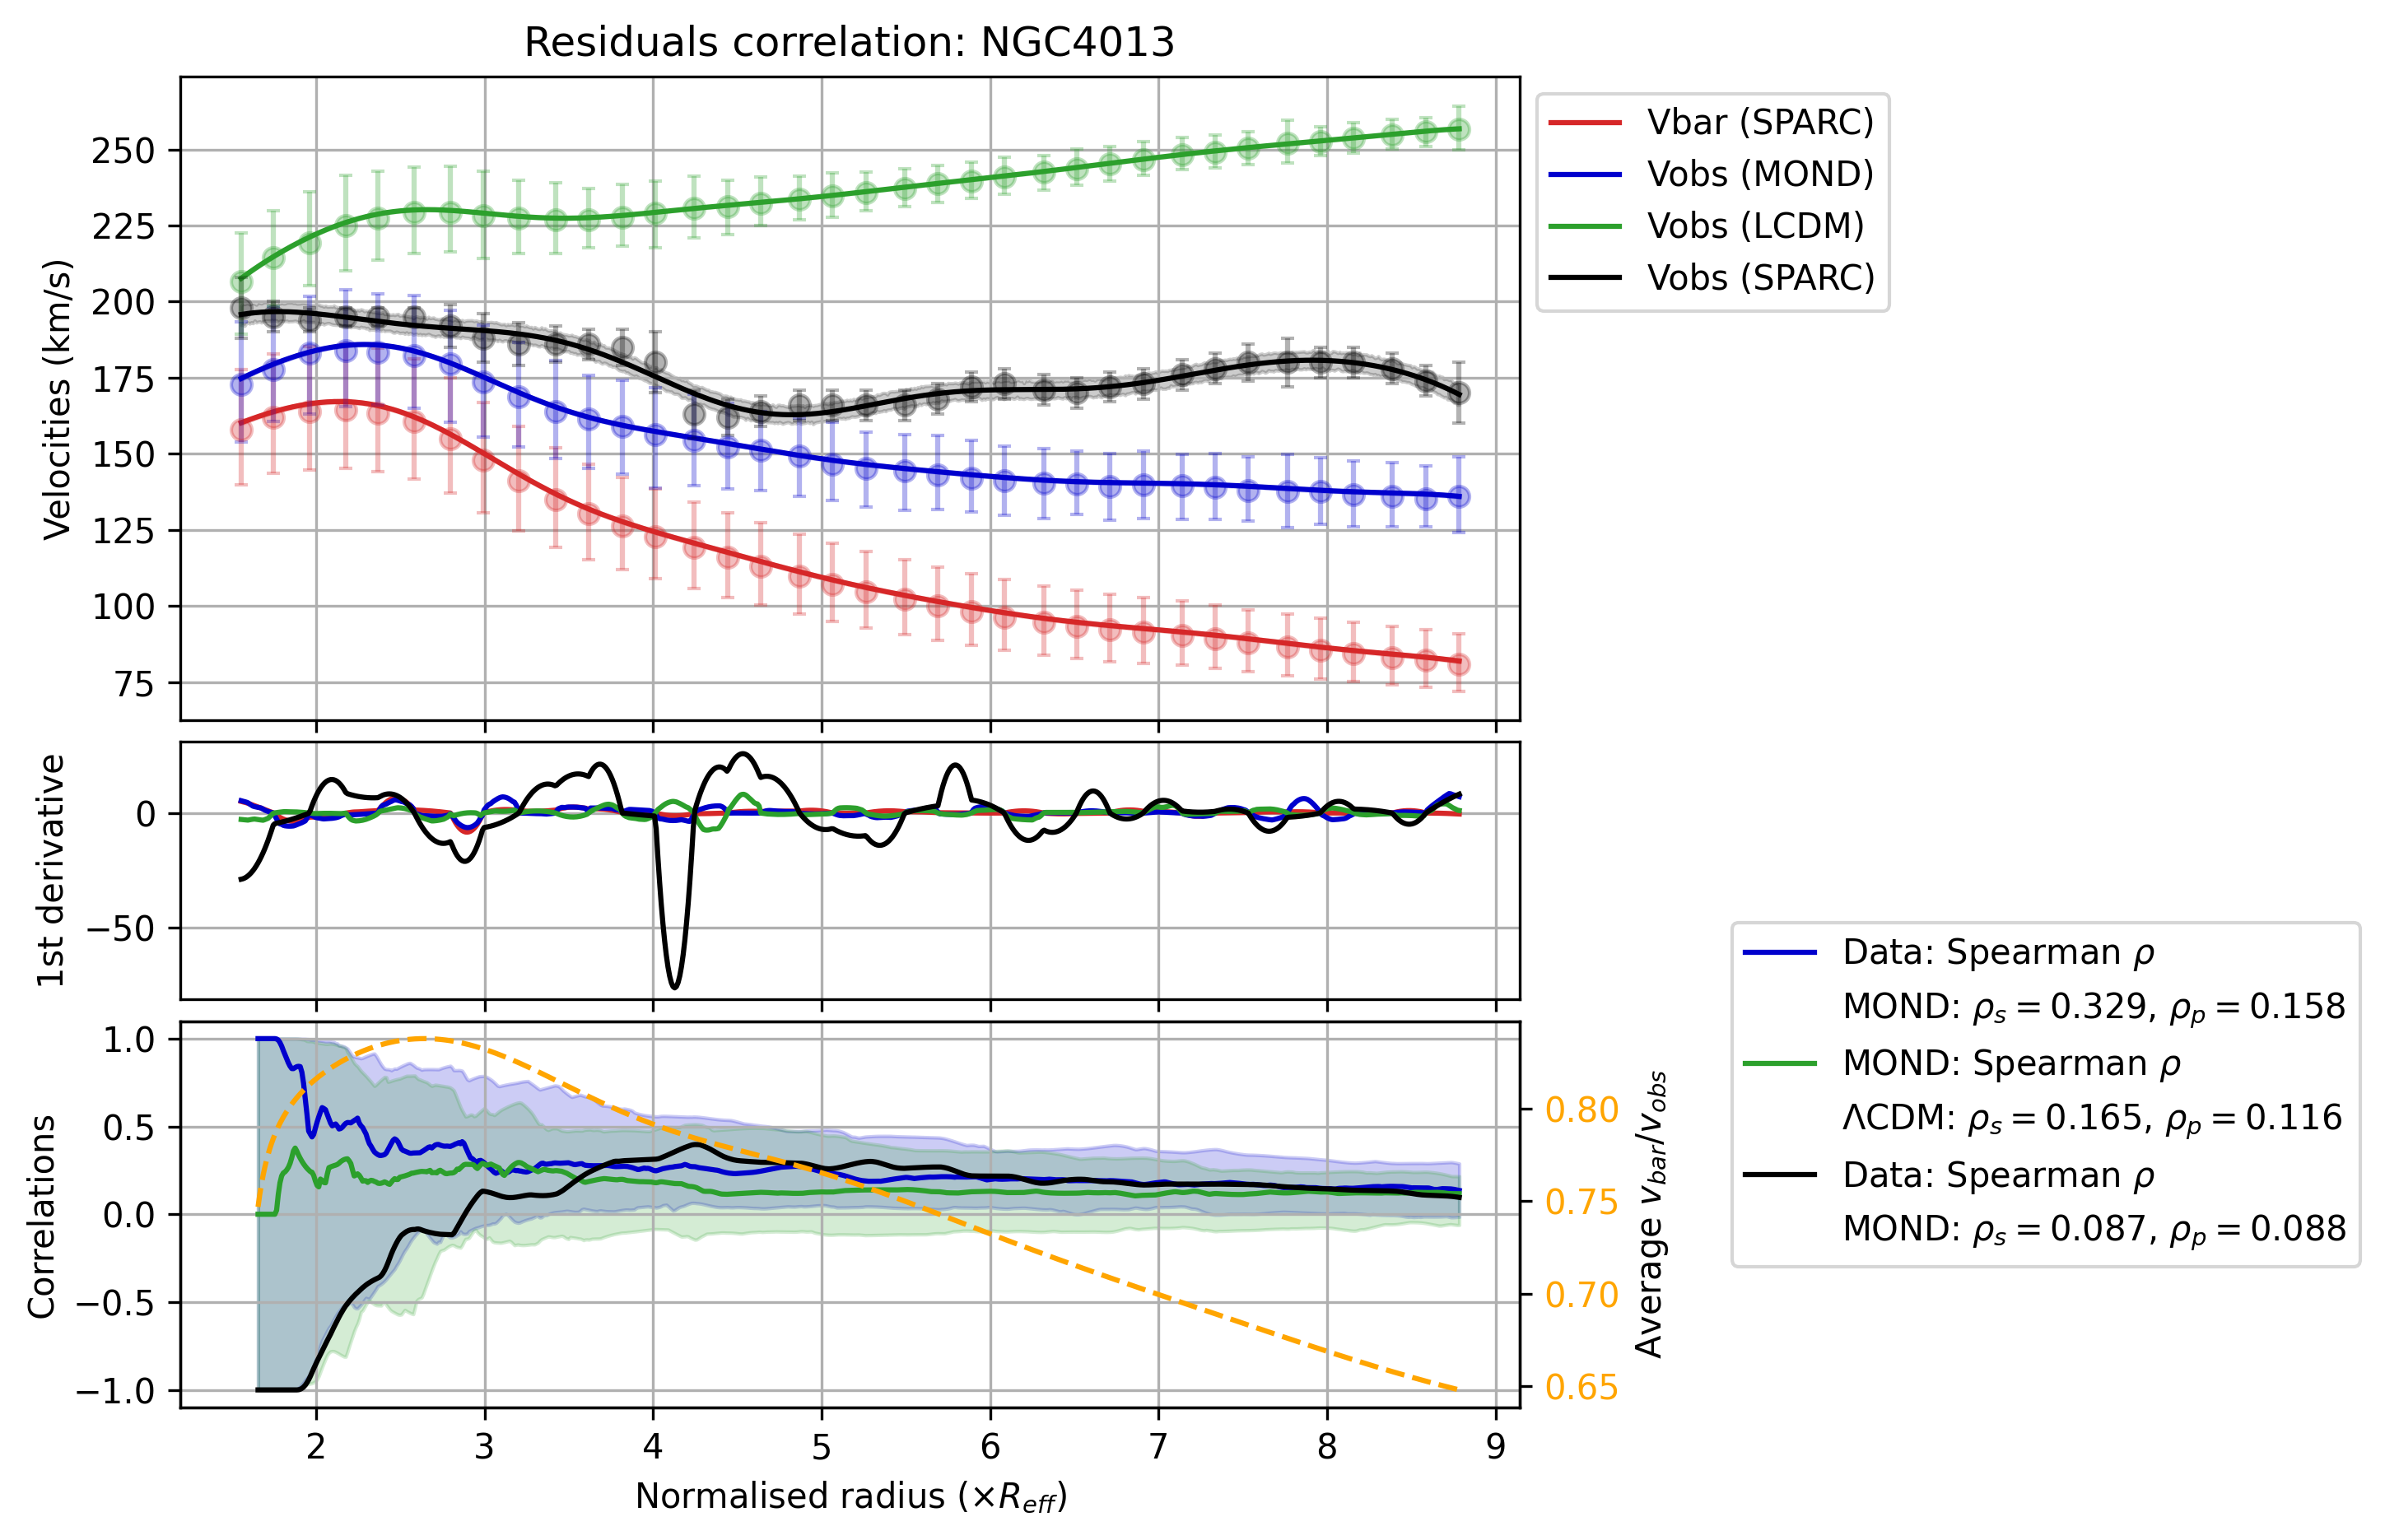 Residuals correlation: NGC4013
Velocities (km/s)
250
225
200
175
150
125
100
75
Vbar (SPARC)
Vobs (MOND)
Vobs (LCDM)
Vobs (SPARC)
1st derivative
0
−50
Correlations
1.0
0.5
0.0
−0.5
−1.0
0.80
0.75
0.70
0.65
Average v_bar/v_obs
2 3 4 5 6 7 8 9
Normalised radius (×R_eff)
Data: Spearman ρ
MOND: ρ_s = 0.329, ρ_p = 0.158
MOND: Spearman ρ
ΛCDM: ρ_s = 0.165, ρ_p = 0.116
Data: Spearman ρ
MOND: ρ_s = 0.087, ρ_p = 0.088